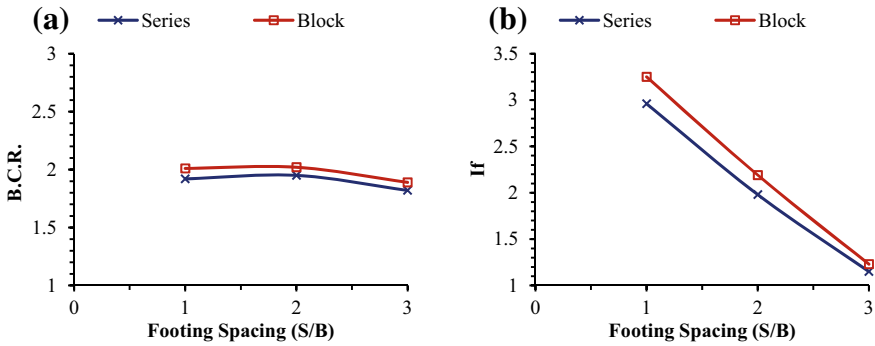 (a)
Series
Block
3
2.5
2
1.5
1
0
1
2
3
B.C.R.
Footing Spacing (S/B)
(b)
Series
Block
3.5
3
2.5
2
1.5
1
0
1
2
3
If
Footing Spacing (S/B)